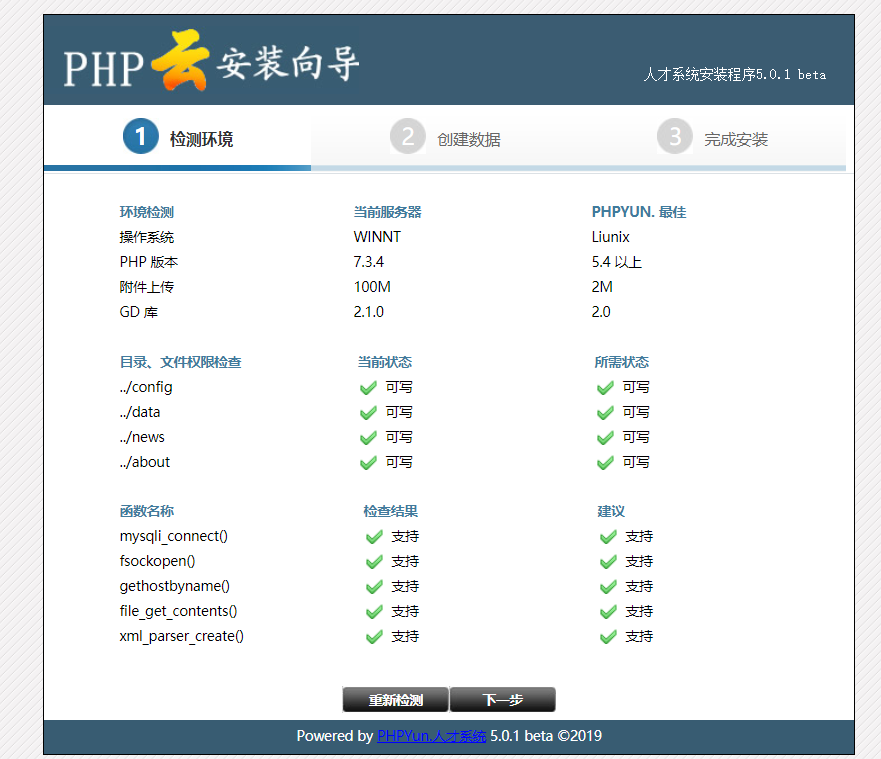 PHP云安装向导
人才系统安装程序5.0.1 beta
1 检测环境 2 创建数据 3 完成安装
环境检测 当前服务器 PHPYUN. 最佳
操作系统 WINNT Liunix
PHP 版本 7.3.4 5.4 以上
附件上传 100M 2M
GD 库 2.1.0 2.0
目录、文件权限检查 当前状态 所需状态
../config 可写 可写
../data 可写 可写
../news 可写 可写
../about 可写 可写
函数名称 检查结果 建议
mysqli_connect() 支持 支持
fsockopen() 支持 支持
gethostbyname() 支持 支持
file_get_contents() 支持 支持
xml_parser_create() 支持 支持
重新检测 下一步
Powered by PHPYun.人才系统 5.0.1 beta ©2019